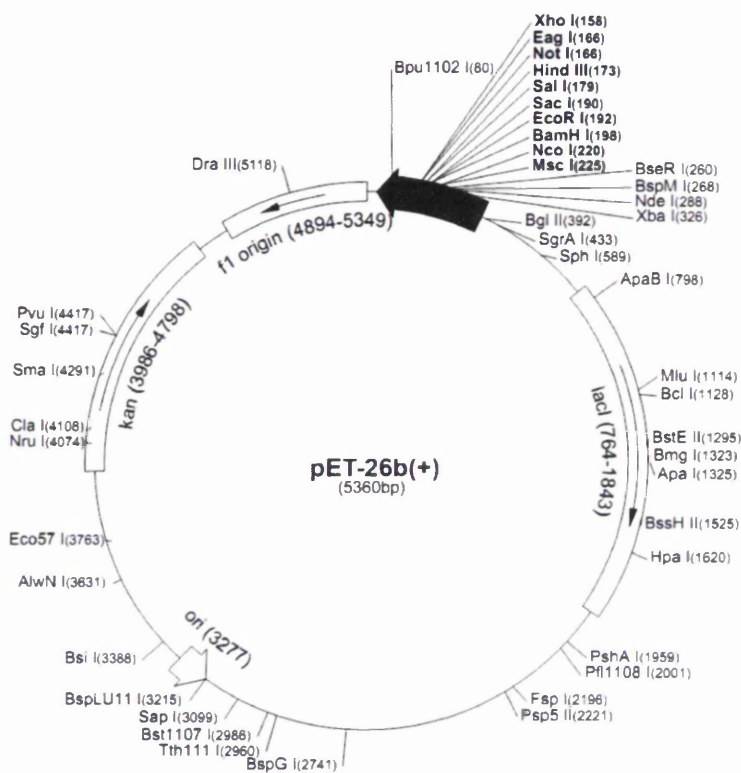 Xho I(158)
Eag I(166)
Not I(166)
Hind III(173)
Sal I(179)
Sac I(190)
EcoR I(192)
BamH I(198)
Nco I(220)
Msc I(225)
Bpu1102 I(80)
BseR I(260)
BspM I(268)
Nde I(288)
Xba I(326)
Bgl II(392)
SgrA I(433)
Sph I(589)
ApaB I(798)
Dra III(5118)
f1 origin (4894-5349)
Pvu I(4417)
Sgf I(4417)
Sma I(4291)
Cla I(4108)
Nru I(4074)
kan (3986-4798)
Mlu I(1114)
Bcl I(1128)
BstE II(1295)
Bmg I(1323)
Apa I(1325)
BssH II(1525)
Hpa I(1620)
lacI (764-1843)
pET-26b(+)
(5360bp)
Eco57 I(3763)
AlwN I(3631)
ori (3277)
Bsi I(3388)
BspLU11 I(3215)
Sap I(3099)
Bst1107 I(2986)
Tth111 I(2960)
BspG I(2741)
PshA I(1959)
Pfl1108 I(2001)
Fsp I(2196)
Psp5 II(2221)